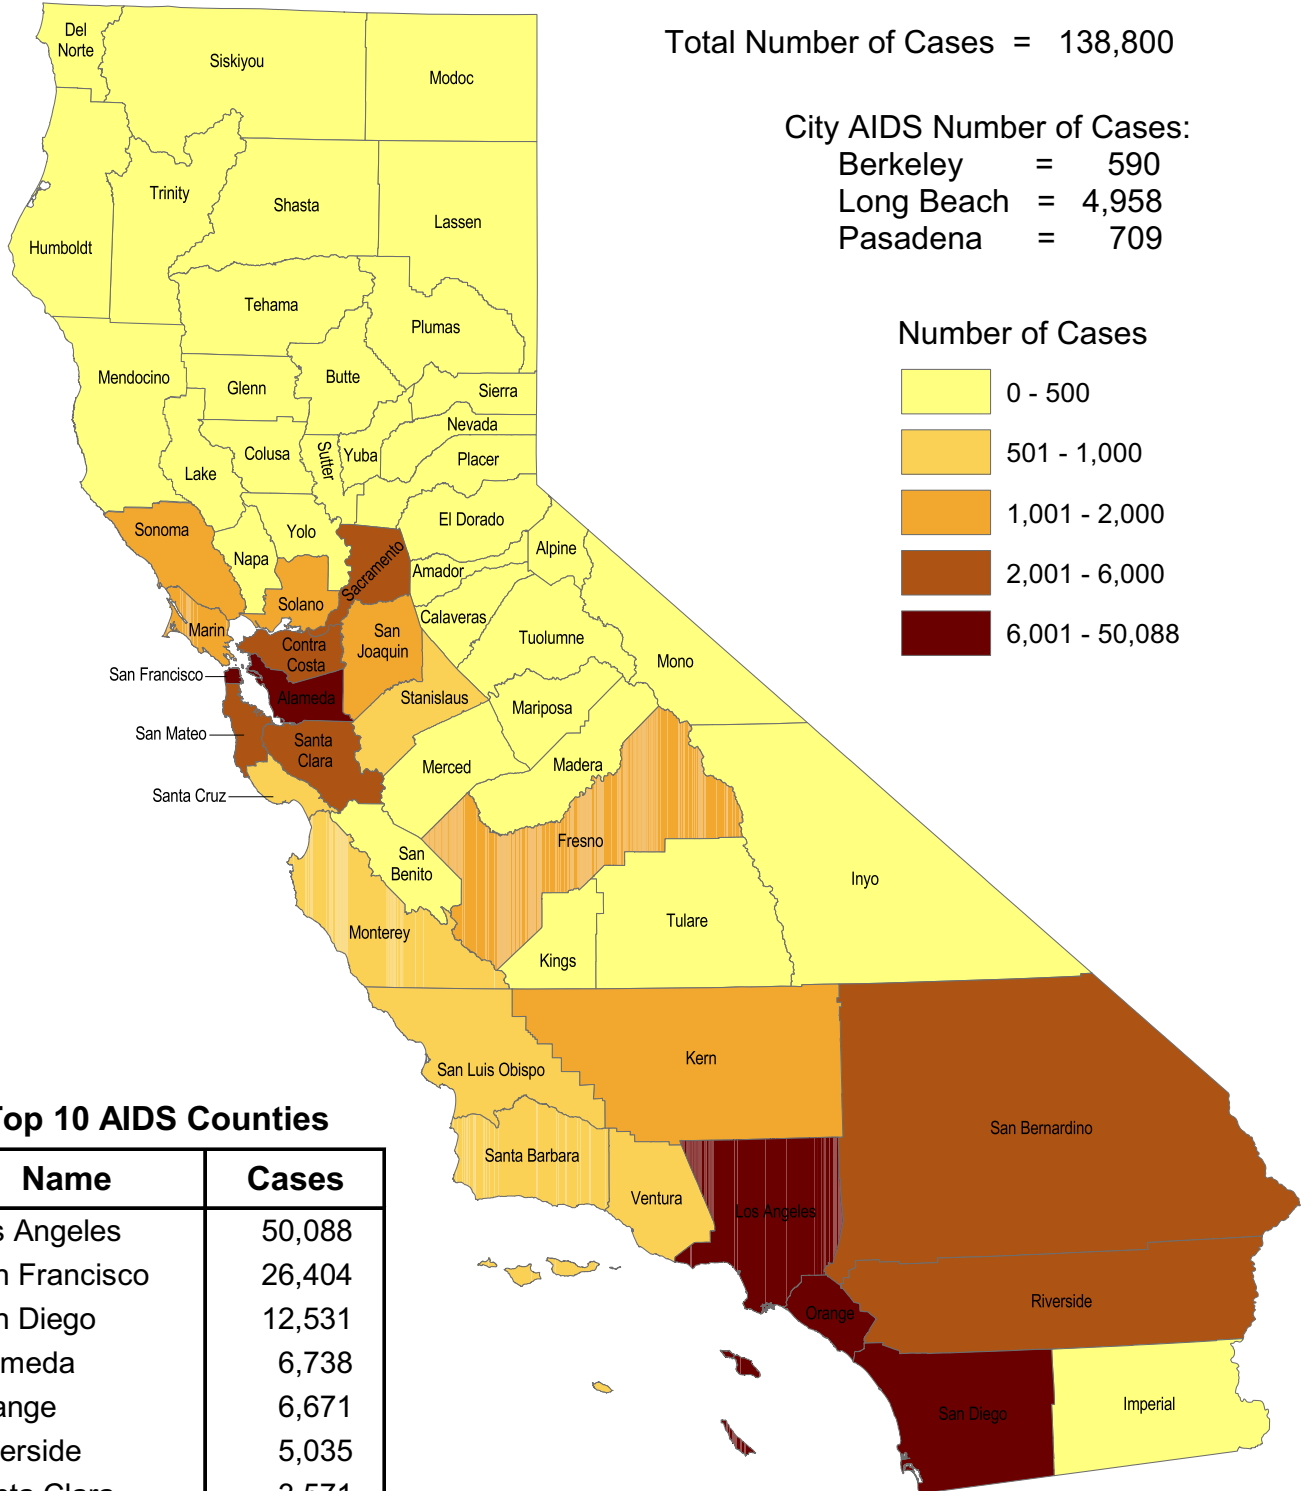 Total Number of Cases = 138,800
City AIDS Number of Cases:
Berkeley = 590
Long Beach = 4,958
Pasadena = 709
Number of Cases
0 - 500
501 - 1,000
1,001 - 2,000
2,001 - 6,000
6,001 - 50,088
Del
Norte
Siskiyou
Modoc
Trinity
Shasta
Lassen
Humboldt
Tehama
Plumas
Mendocino
Glenn
Butte
Sierra
Nevada
Colusa
Sutter
Yuba
Placer
Lake
Sonoma
Yolo
El Dorado
Napa
Sacramento
Alpine
Amador
Solano
Calaveras
Marin
San
Joaquin
Tuolumne
Contra
Costa
Mono
San Francisco
Alameda
Stanislaus
Mariposa
San Mateo
Santa
Clara
Merced
Madera
Santa Cruz
Fresno
San
Benito
Inyo
Tulare
Monterey
Kings
Kern
San Luis Obispo
San Bernardino
Santa Barbara
Ventura
Los Angeles
Riverside
Orange
Imperial
San Diego
Top 10 AIDS Counties
Name Cases
s Angeles 50,088
n Francisco 26,404
n Diego 12,531
meda 6,738
ange 6,671
erside 5,035